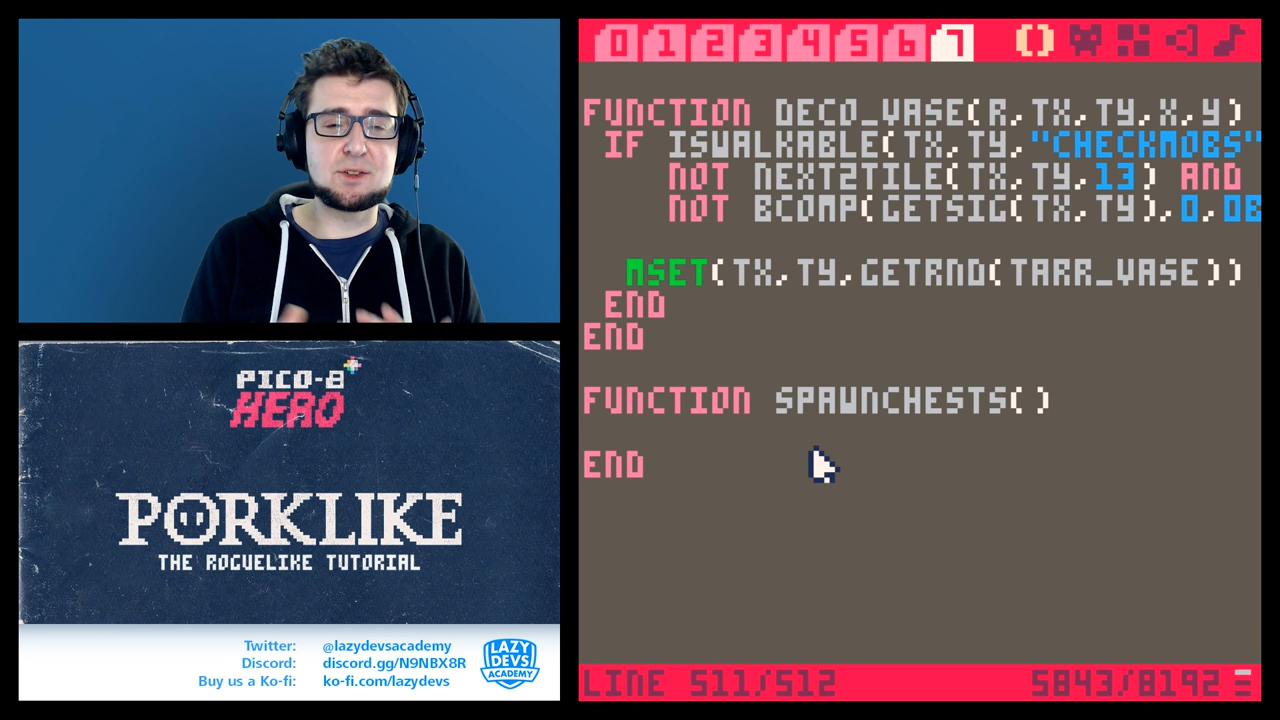 PICO-8
HERO
PORKLIKE
THE ROGUELIKE TUTORIAL
Twitter: @lazydevsacademy
Discord: discord.gg/N9NBX8R
Buy us a Ko-fi: ko-fi.com/lazydevs
LAZY
DEVS
ACADEMY
0 1 2 3 4 5 6 7 ()
FUNCTION DECO_VASE(R,TX,TY,X,Y)
IF ISWALKABLE(TX,TY,"CHECKMOBS"
NOT NEXT2TILE(TX,TY,13) AND
NOT BCOMP(GETSIG(TX,TY),0,0B
MSET(TX,TY,GETRND(TARR_VASE))
END
END
FUNCTION SPAWNCHESTS()
END
LINE 511/512 5843/8192